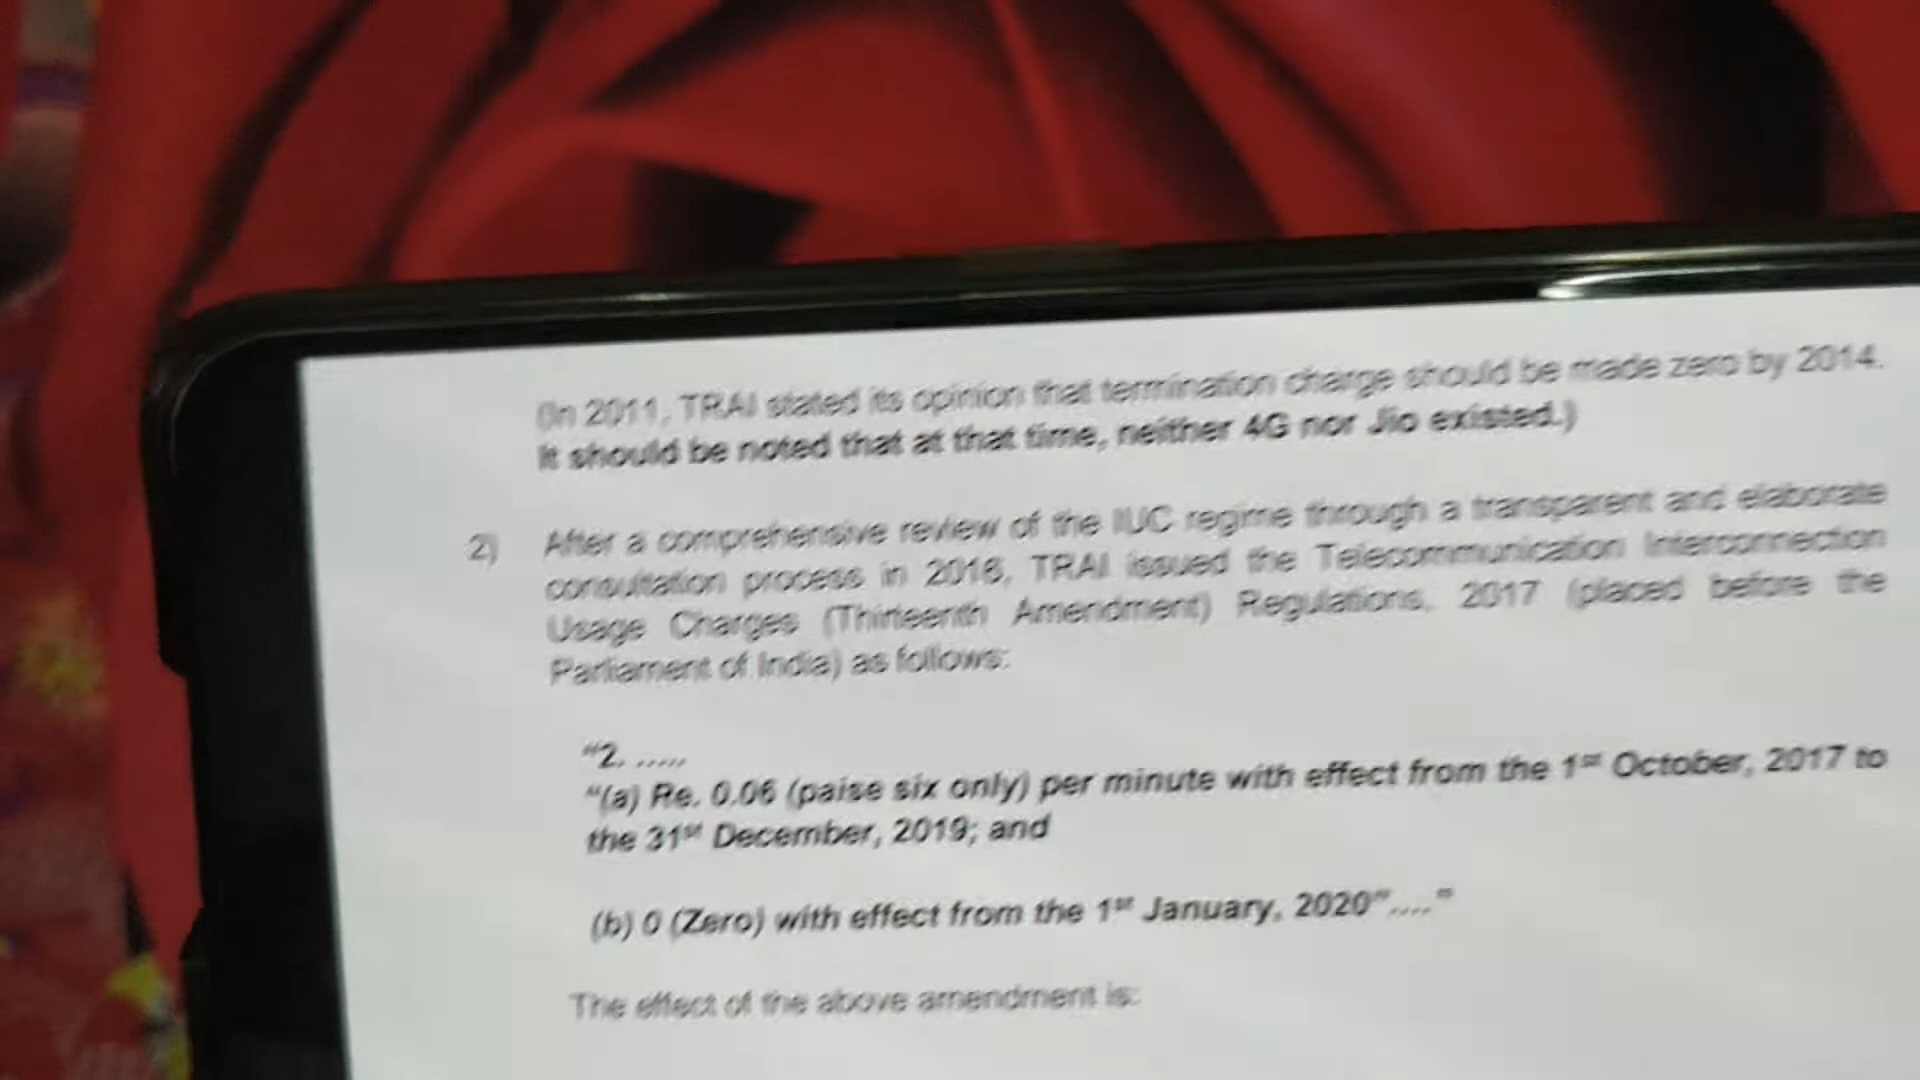 (In 2011, TRAI stated its opinion that termination charge should be made zero by 2014.
It should be noted that at that time, neither 4G nor Jio existed.)
2) After a comprehensive review of the IUC regime through a transparent and elaborate
consultation process in 2016, TRAI issued the Telecommunication Interconnection
Usage Charges (Thirteenth Amendment) Regulations, 2017 (placed before the
Parliament of India) as follows:
"2. .....
"(a) Re. 0.06 (paise six only) per minute with effect from the 1st October, 2017 to
the 31st December, 2019; and
(b) 0 (Zero) with effect from the 1st January, 2020"...."
The effect of the above amendment is: